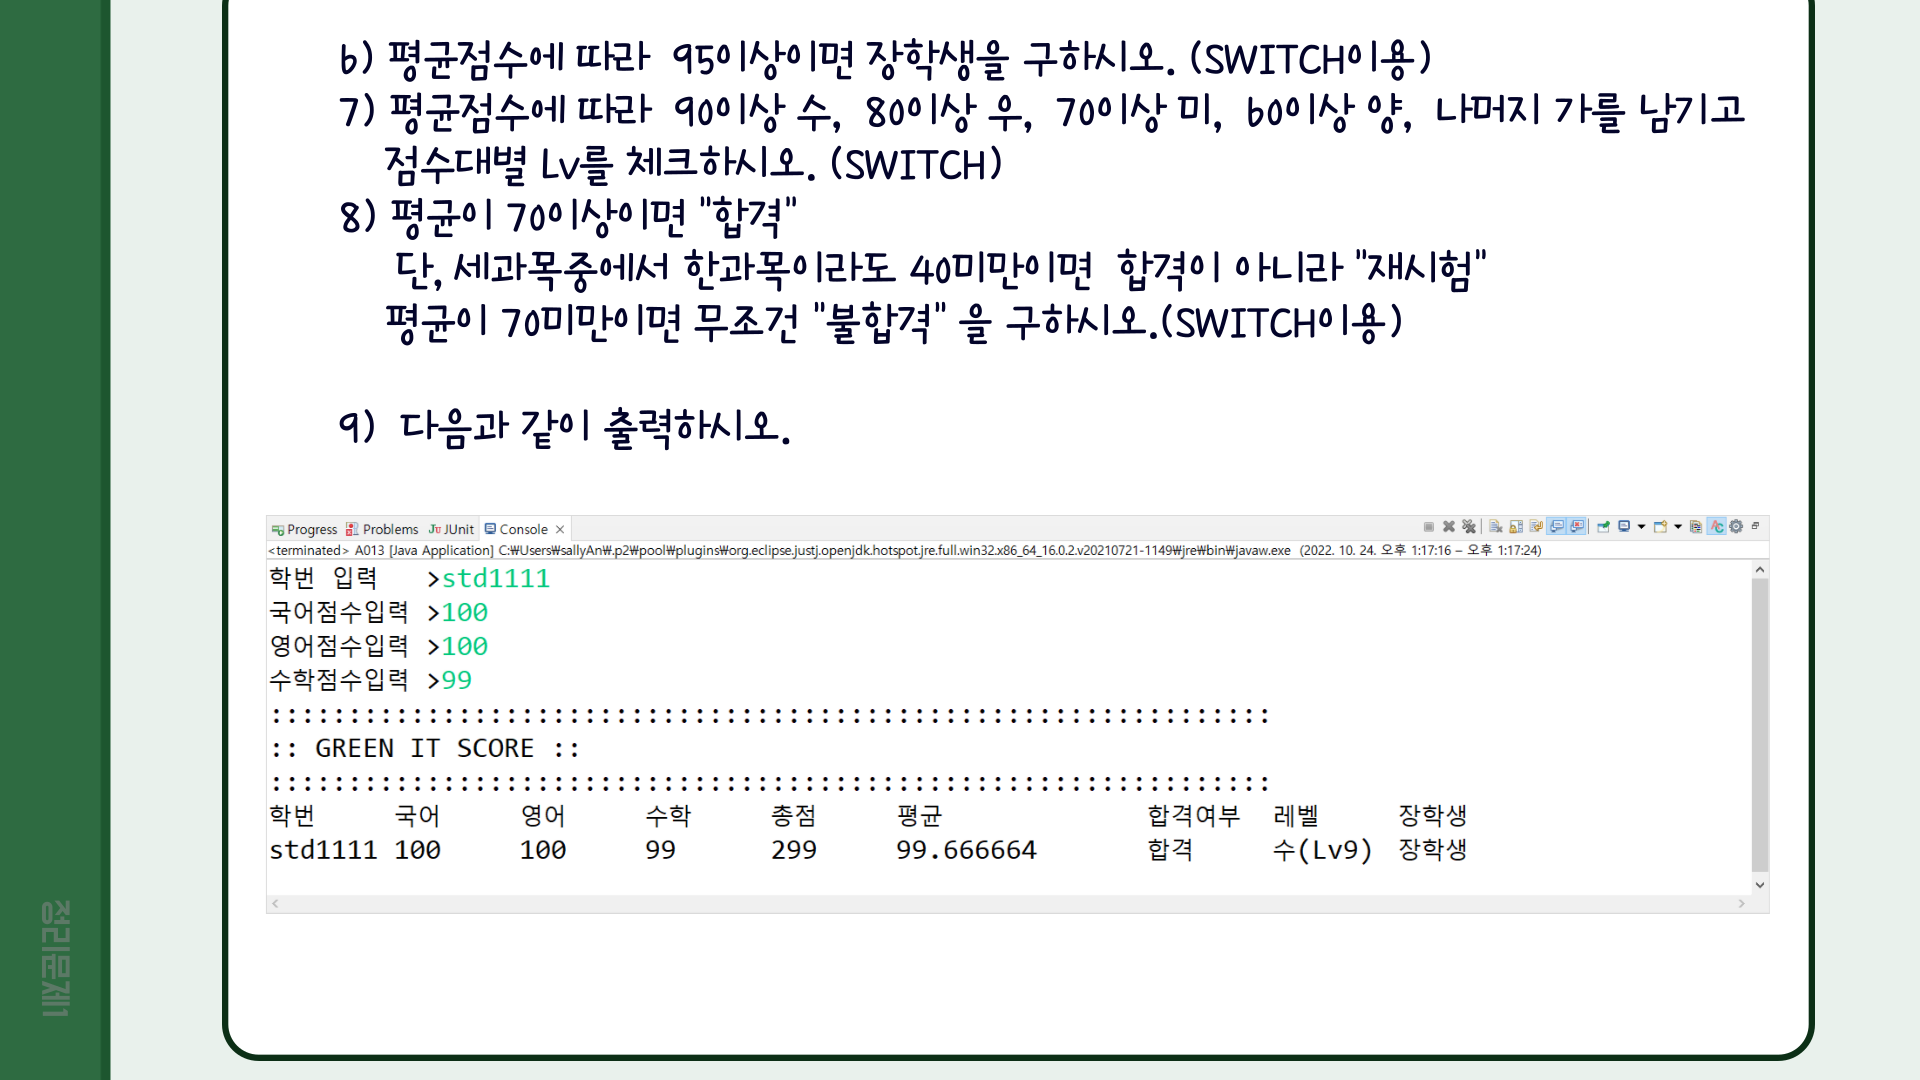 6) 평균점수에 따라 95이상이면 장학생을 구하시오. (SWITCH이용)
7) 평균점수에 따라 90이상 수, 80이상 우, 70이상 미, 60이상 양, 나머지 가를 남기고
점수대별 Lv를 체크하시오. (SWITCH)
8) 평균이 70이상이면 "합격"
단, 세과목중에서 한과목이라도 40미만이면 합격이 아니라 "재시험"
평균이 70미만이면 무조건 "불합격" 을 구하시오.(SWITCH이용)
9) 다음과 같이 출력하시오.
Progress Problems JUnit Console
<terminated> A013 [Java Application] C:₩Users₩sallyAn₩.p2₩pool₩plugins₩org.eclipse.justj.openjdk.hotspot.jre.full.win32.x86_64_16.0.2.v20210721-1149₩jre₩bin₩javaw.exe (2022. 10. 24. 오후 1:17:16 – 오후 1:17:24)
학번 입력 >std1111
국어점수입력 >100
영어점수입력 >100
수학점수입력 >99
::::::::::::::::::::::::::::::::::::::::::::::::::::::::::::::::
:: GREEN IT SCORE ::
::::::::::::::::::::::::::::::::::::::::::::::::::::::::::::::::
학번 국어 영어 수학 총점 평균 합격여부 레벨 장학생
std1111 100 100 99 299 99.666664 합격 수(Lv9) 장학생
정리문제1